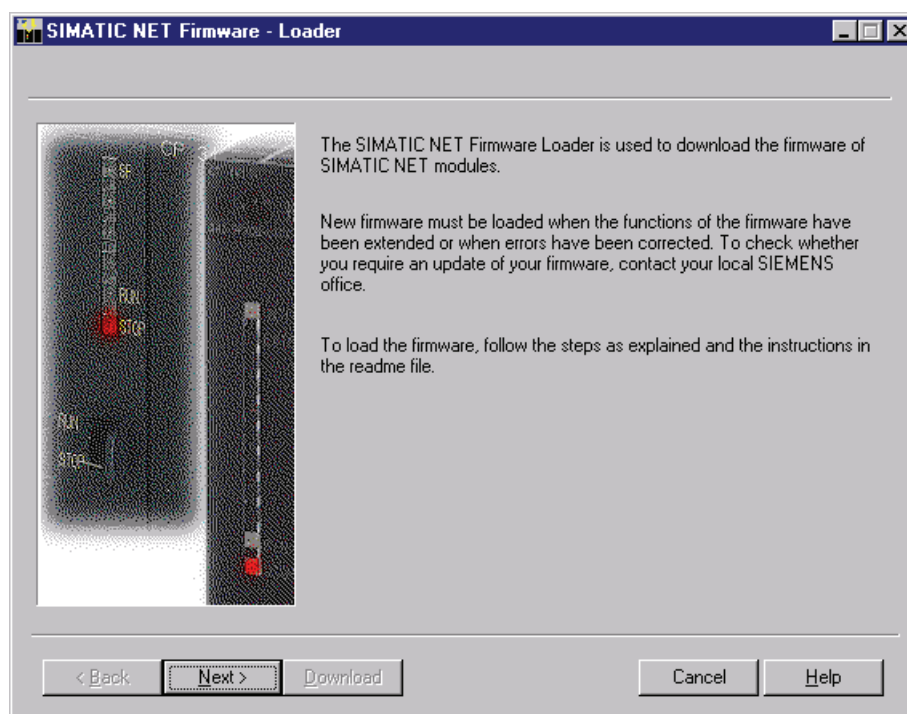 SIMATIC NET Firmware - Loader
The SIMATIC NET Firmware Loader is used to download the firmware of
SIMATIC NET modules.
New firmware must be loaded when the functions of the firmware have
been extended or when errors have been corrected. To check whether
you require an update of your firmware, contact your local SIEMENS
office.
To load the firmware, follow the steps as explained and the instructions in
the readme file.
CP 3
SF
RUN
STOP
RUN
STOP
< Back
Next >
Download
Cancel
Help